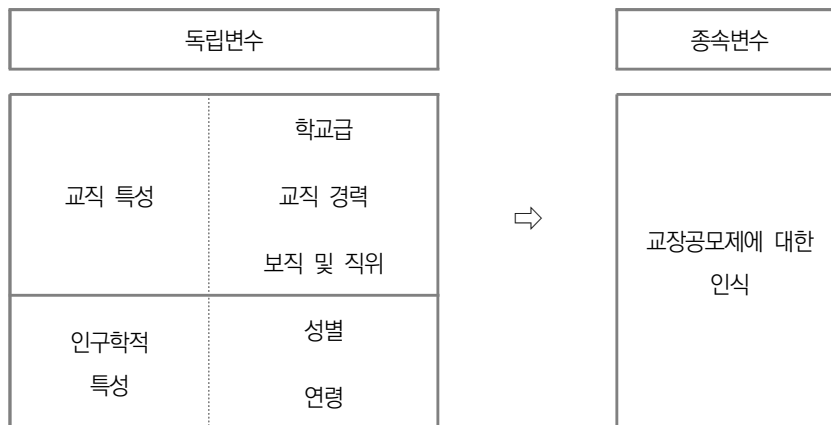 독립변수
종속변수
교직 특성
학교급
교직 경력
보직 및 직위
인구학적
특성
성별
연령
⇨
교장공모제에 대한
인식